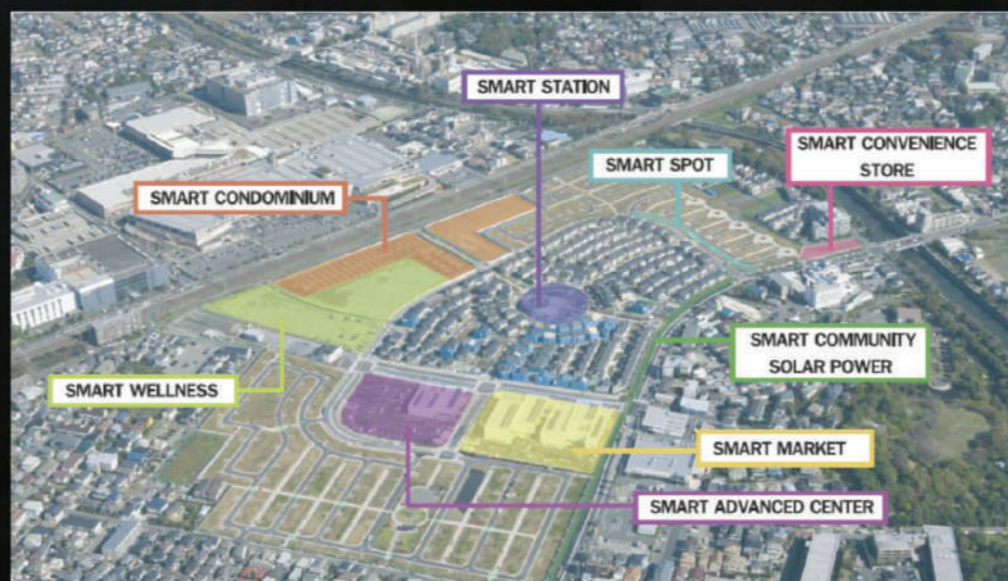 SMART STATION
SMART CONVENIENCE
STORE
SMART SPOT
SMART CONDOMINIUM
SMART COMMUNITY
SOLAR POWER
SMART WELLNESS
SMART MARKET
SMART ADVANCED CENTER